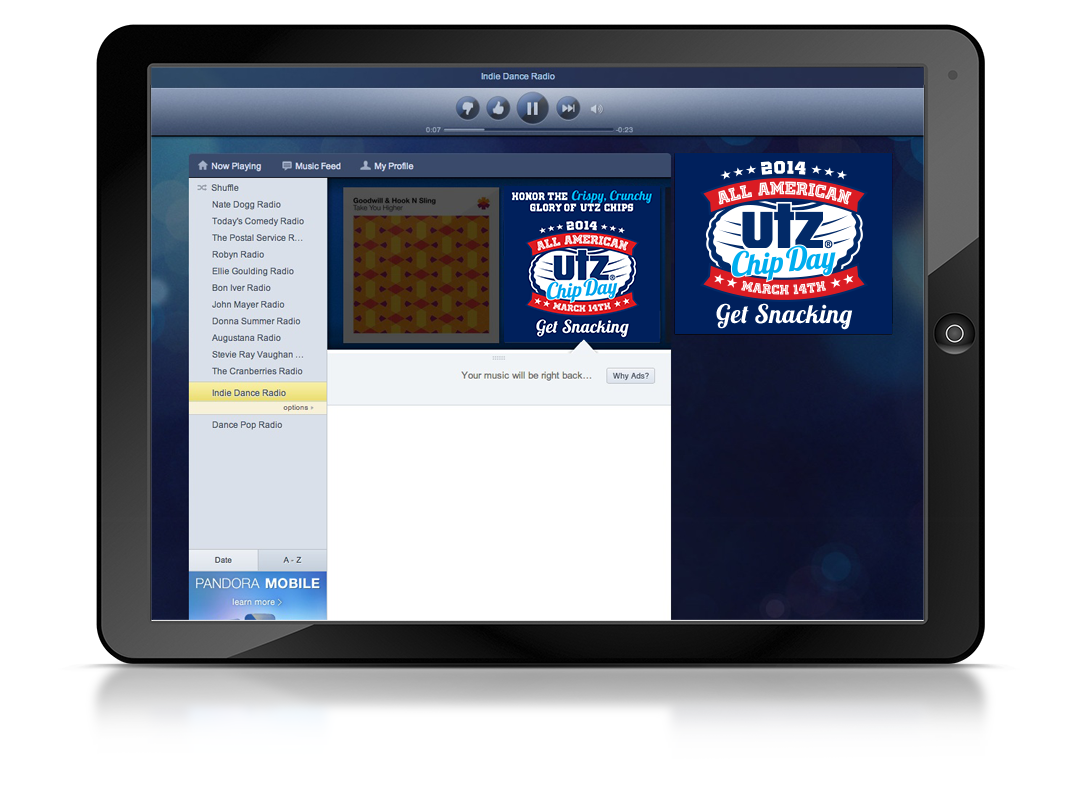 Indie Dance Radio
0:07
-0:23
Now Playing
Music Feed
My Profile
Shuffle
Nate Dogg Radio
Today's Comedy Radio
The Postal Service R...
Robyn Radio
Ellie Goulding Radio
Bon Iver Radio
John Mayer Radio
Donna Summer Radio
Augustana Radio
Stevie Ray Vaughan ...
The Cranberries Radio
Indie Dance Radio
options ›
Dance Pop Radio
Date
A - Z
PANDORA MOBILE
learn more >
Goodwill & Hook N Sling
Take You Higher
HONOR THE Crispy, Crunchy
GLORY OF UTZ CHIPS
2014
ALL AMERICAN
utz®
Chip Day
MARCH 14TH
Get Snacking
Your music will be right back...
Why Ads?
2014
ALL AMERICAN
utz®
Chip Day
MARCH 14TH
Get Snacking